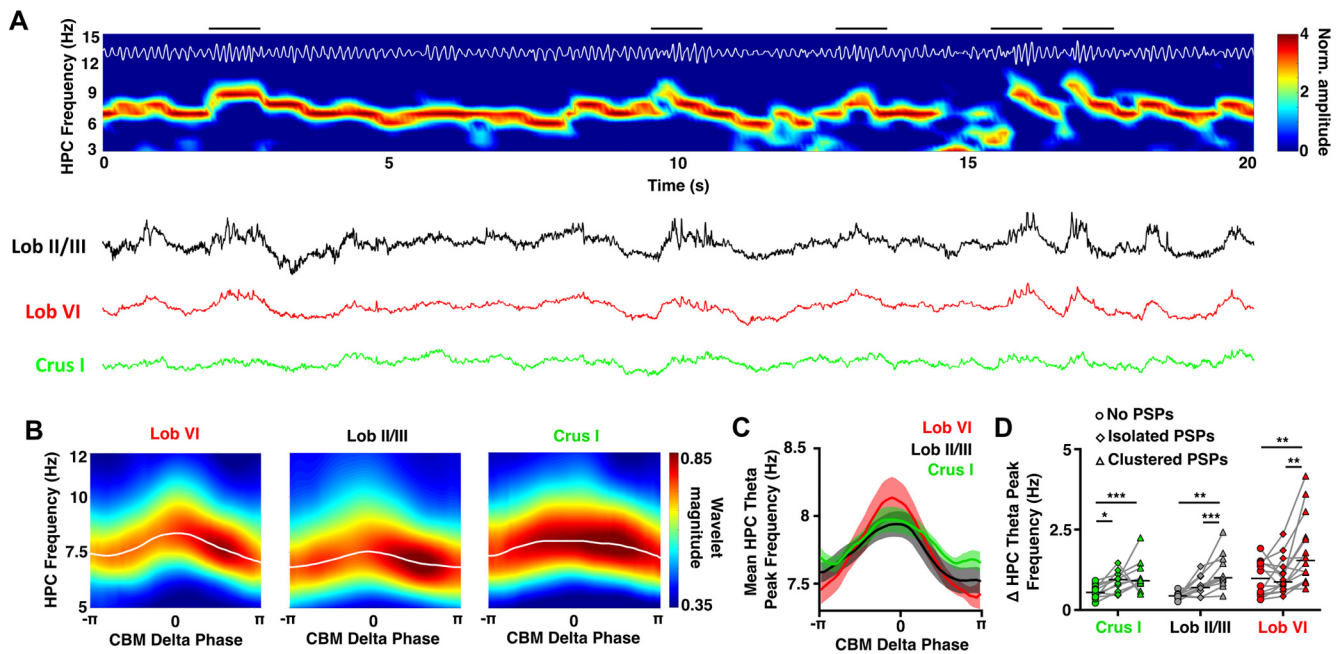 A
HPC Frequency (Hz)
15
12
9
6
3
0
5
10
15
20
Time (s)
4
2
0
Norm. amplitude
Lob II/III
Lob VI
Crus I
B
Lob VI
Lob II/III
Crus I
HPC Frequency (Hz)
12
10
7.5
5
-π
0
π
-π
0
π
-π
0
π
CBM Delta Phase
CBM Delta Phase
CBM Delta Phase
0.85
0.35
Wavelet
magnitude
C
Lob VI
Lob II/III
Crus I
Mean HPC Theta
Peak Frequency (Hz)
8.5
8
7.5
-π
0
π
CBM Delta Phase
D
No PSPs
Isolated PSPs
Clustered PSPs
Δ HPC Theta Peak
Frequency (Hz)
5
2.5
0
***
*
**
***
**
**
Crus I
Lob II/III
Lob VI